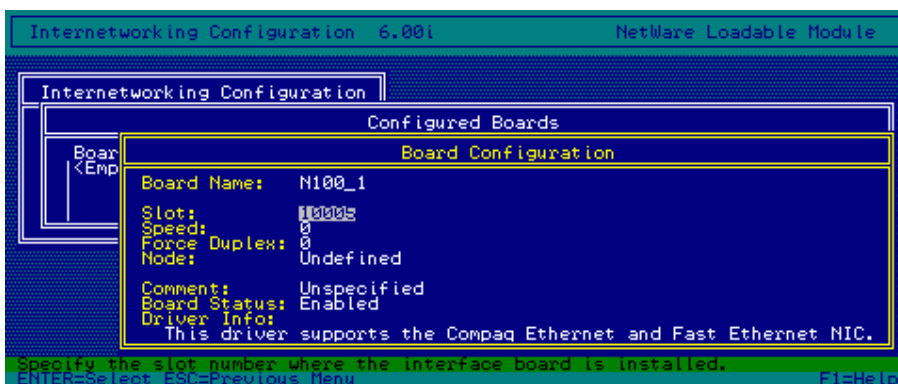 Internetworking Configuration 6.00i NetWare Loadable Module
Internetworking Configuration
Configured Boards
Boar
<Emp
Board Configuration
Board Name: N100_1
Slot: 10005
Speed: 0
Force Duplex: 0
Node: Undefined
Comment: Unspecified
Board Status: Enabled
Driver Info:
This driver supports the Compaq Ethernet and Fast Ethernet NIC.
Specify the slot number where the interface board is installed.
ENTER=Select ESC=Previous Menu F1=Help